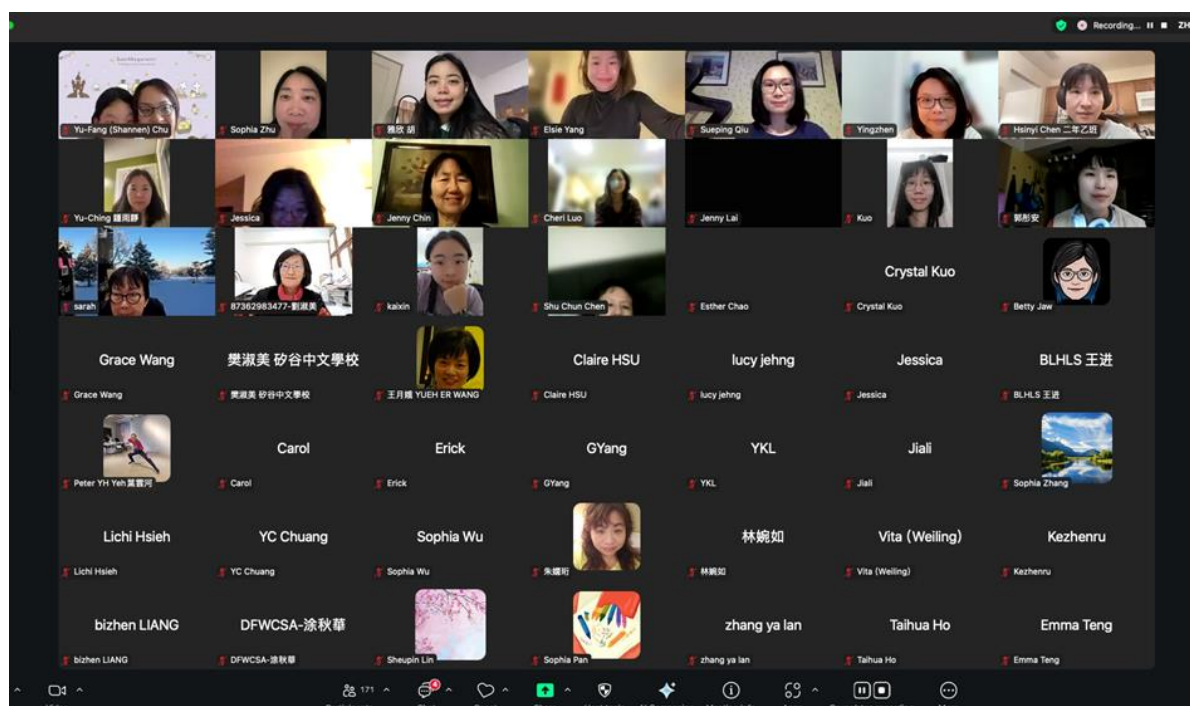 Recording...
ZH
Yu-Fang (Shannen) Chu
Sophia Zhu
雅欣 胡
Elsie Yang
Sueping Qiu
Yingzhen
Hsinyi Chen 二年乙班
Yu-Ching
Jessica
Jenny Chin
Cheri Luo
Jenny Lai
Kuo
郭彤安
sarah
87362983477-劉淑美
kaixin
Shu Chun Chen
Esther Chao
Crystal Kuo
Crystal Kuo
Betty Jaw
Grace Wang
樊淑美 矽谷中文學校
Claire HSU
lucy jehng
Jessica
BLHLS 王进
Grace Wang
樊淑美 矽谷中文學校
王月娥 YUEH ER WANG
Claire HSU
lucy jehng
Jessica
BLHLS 王进
Carol
Erick
GYang
YKL
Jiali
Peter YH Yeh 葉雲河
Carol
Erick
GYang
YKL
Jiali
Sophia Zhang
Lichi Hsieh
YC Chuang
Sophia Wu
林婉如
Vita (Weiling)
Kezhenru
Lichi Hsieh
YC Chuang
Sophia Wu
林婉如
Vita (Weiling)
Kezhenru
bizhen LIANG
DFWCSA-涂秋華
zhang ya lan
Taihua Ho
Emma Teng
bizhen LIANG
DFWCSA-涂秋華
Sheupin Lin
Sophia Pan
zhang ya lan
Taihua Ho
Emma Teng
171
4